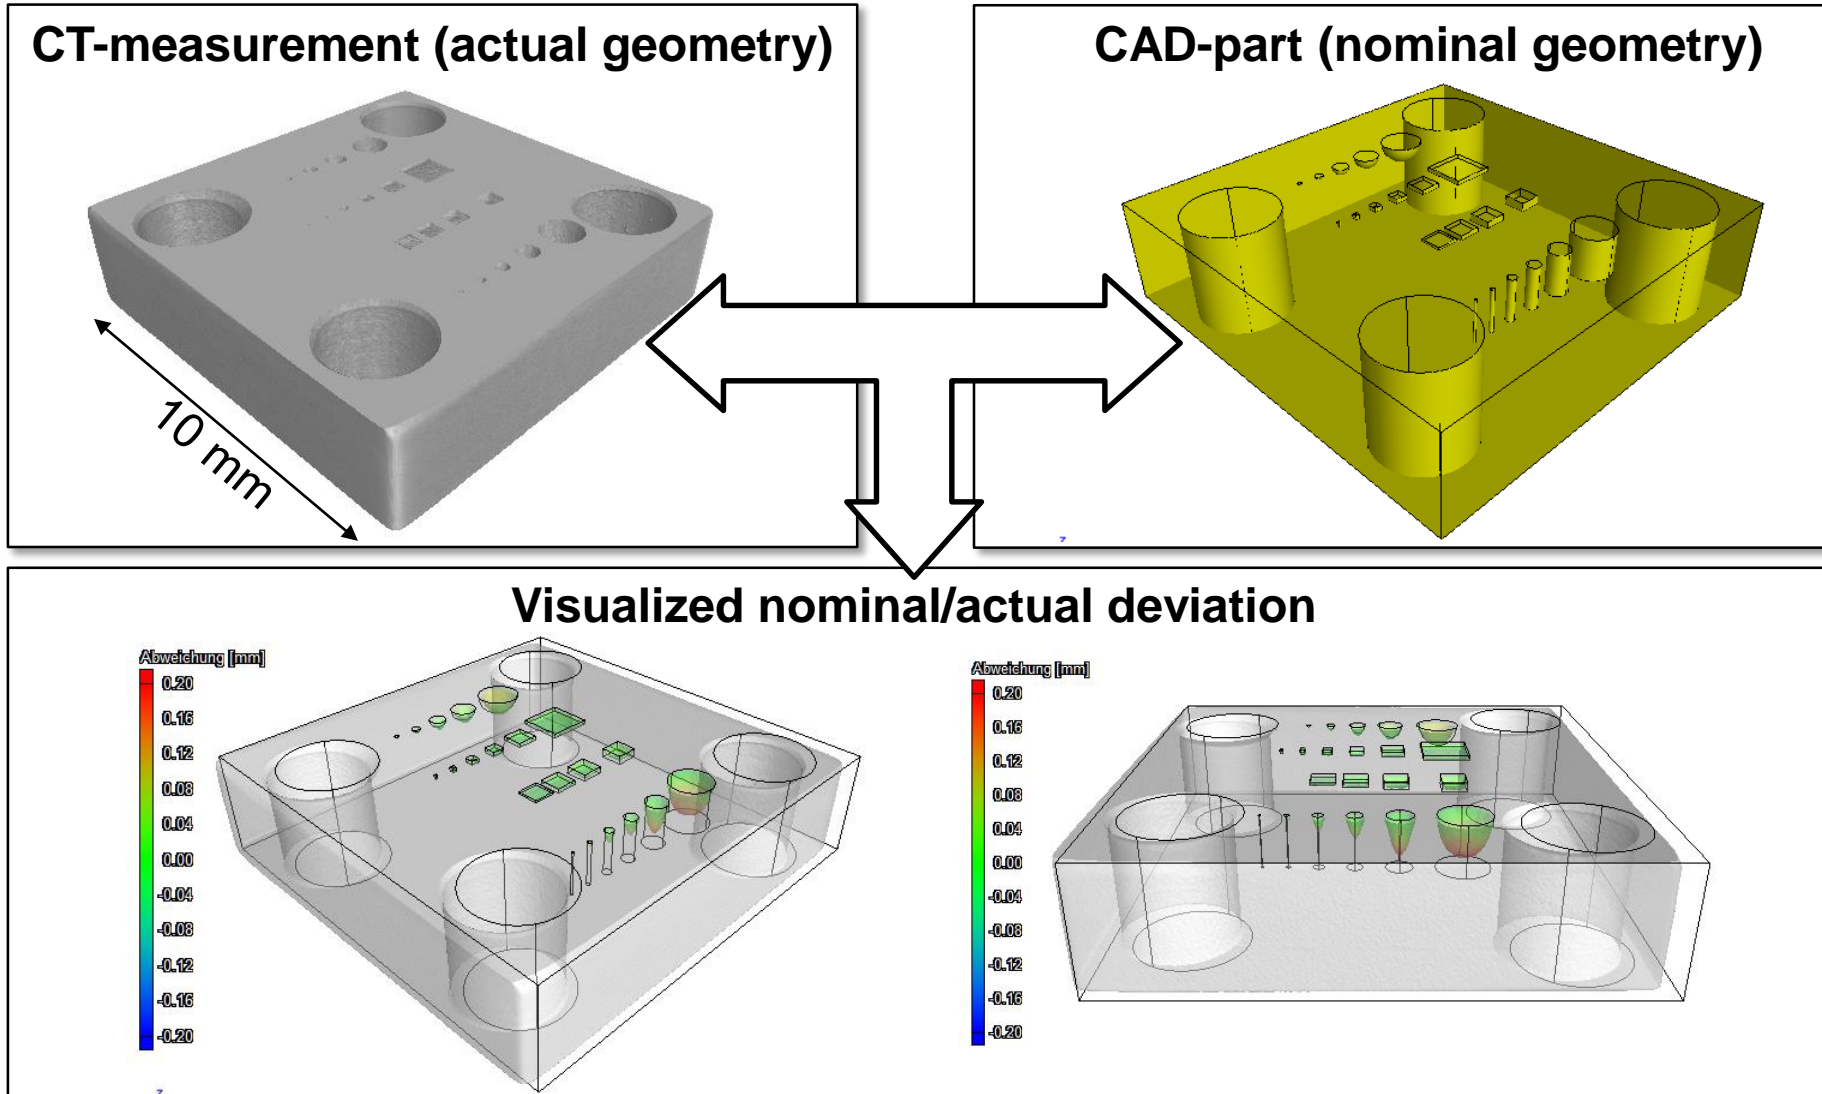 CT-measurement (actual geometry)
CAD-part (nominal geometry)
10 mm
z
Visualized nominal/actual deviation
Abweichung [mm]
0.20
0.16
0.12
0.08
0.04
0.00
-0.04
-0.08
-0.12
-0.16
-0.20
z
Abweichung [mm]
0.20
0.16
0.12
0.08
0.04
0.00
-0.04
-0.08
-0.12
-0.16
-0.20